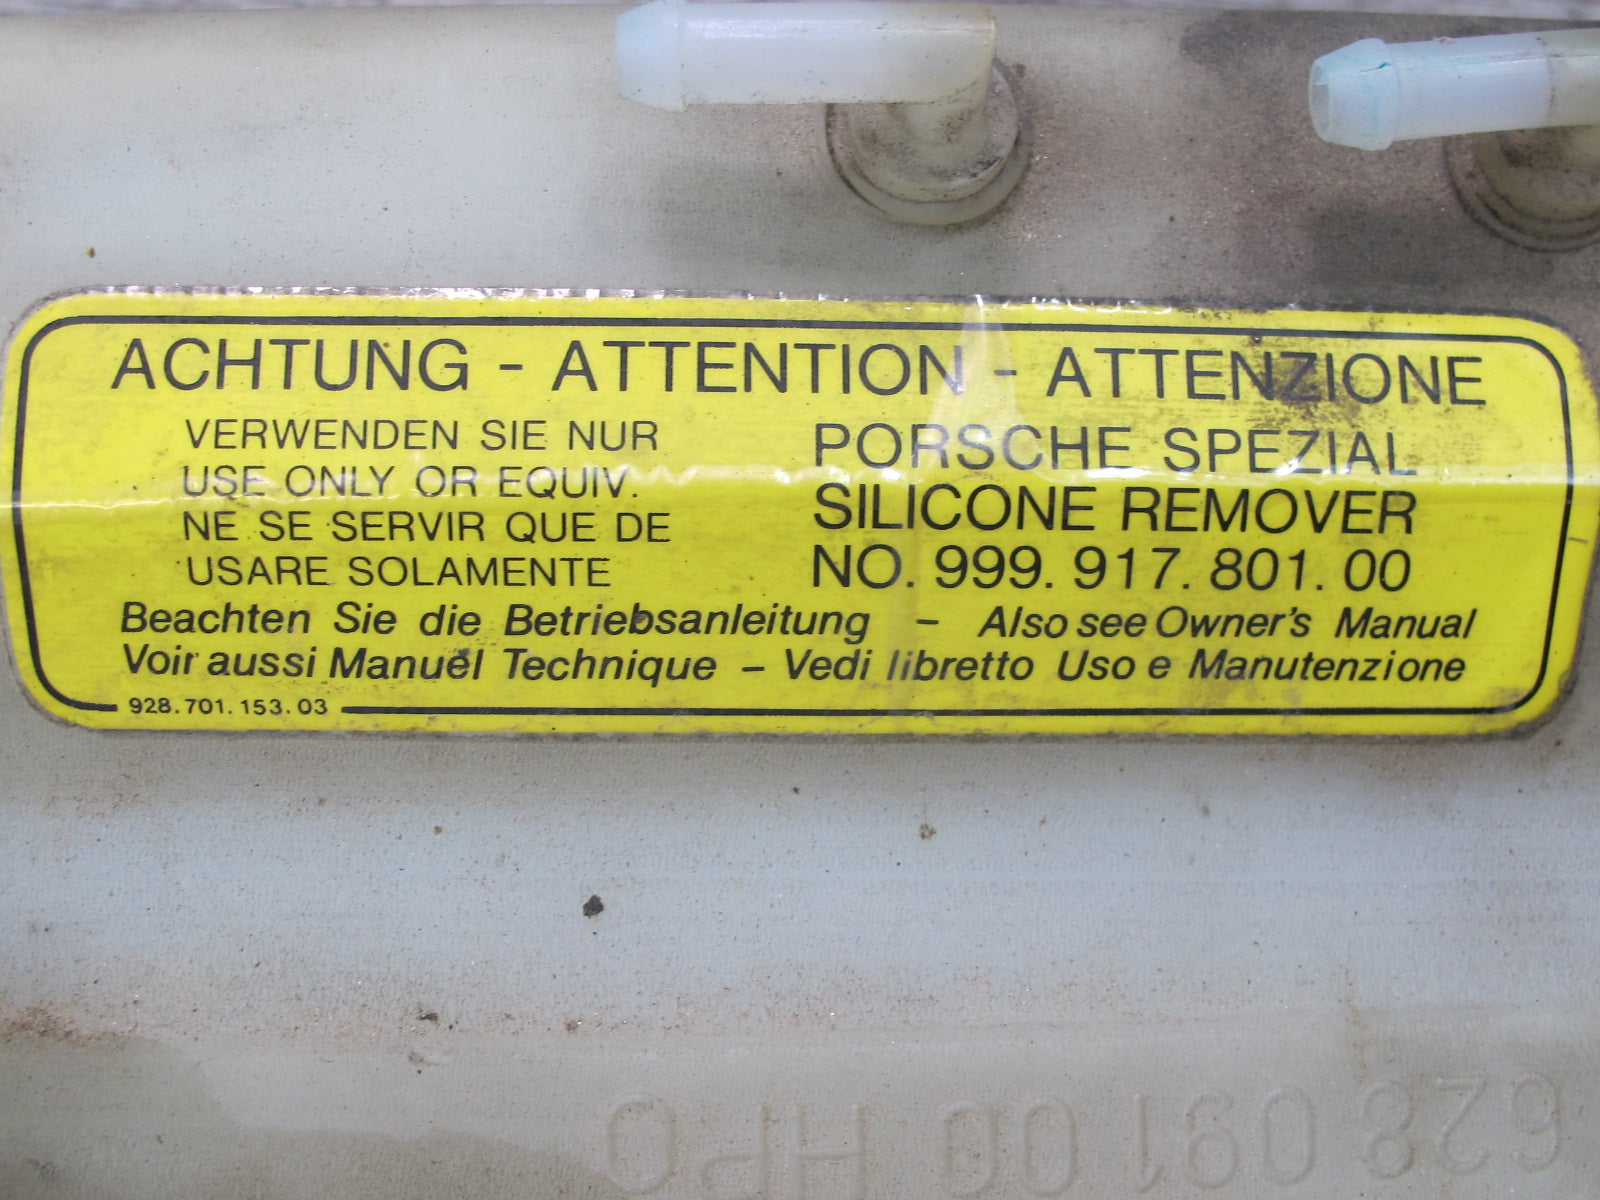 ACHTUNG - ATTENTION - ATTENZIONE
VERWENDEN SIE NUR
USE ONLY OR EQUIV.
NE SE SERVIR QUE DE
USARE SOLAMENTE
PORSCHE SPEZIAL
SILICONE REMOVER
NO. 999. 917. 801. 00
Beachten Sie die Betriebsanleitung – Also see Owner's Manual
Voir aussi Manuel Technique – Vedi libretto Uso e Manutenzione
928.701.153.03